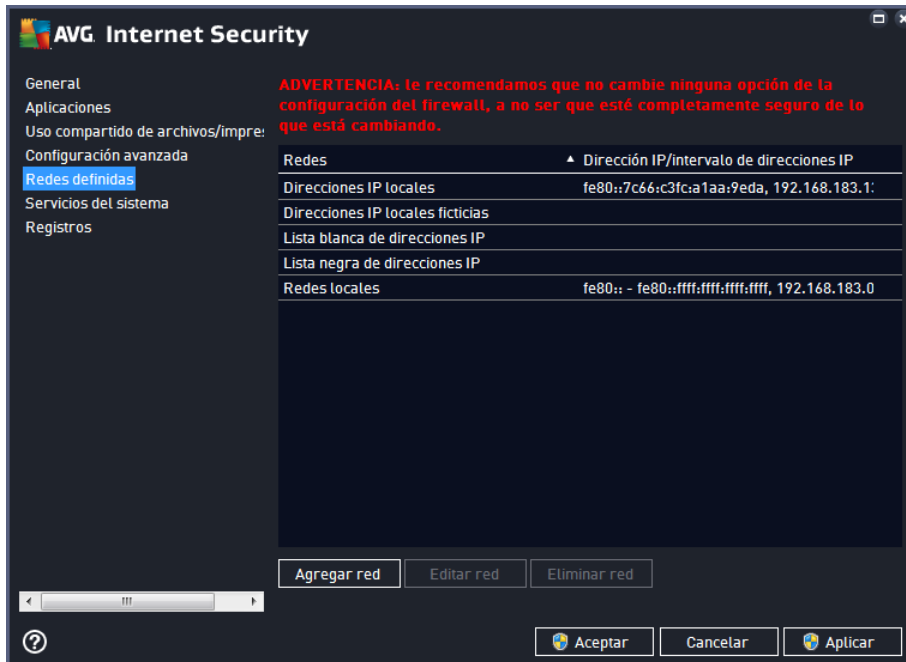 AVG Internet Security
General
Aplicaciones
Uso compartido de archivos/impre
Configuración avanzada
Redes definidas
Servicios del sistema
Registros
ADVERTENCIA: le recomendamos que no cambie ninguna opción de la
configuración del firewall, a no ser que esté completamente seguro de lo
que está cambiando.
Redes Dirección IP/intervalo de direcciones IP
Direcciones IP locales fe80::7c66:c3fc:a1aa:9eda, 192.168.183.1
Direcciones IP locales ficticias
Lista blanca de direcciones IP
Lista negra de direcciones IP
Redes locales fe80:: - fe80::ffff:ffff:ffff:ffff, 192.168.183.0
Agregar red Editar red Eliminar red
Aceptar Cancelar Aplicar